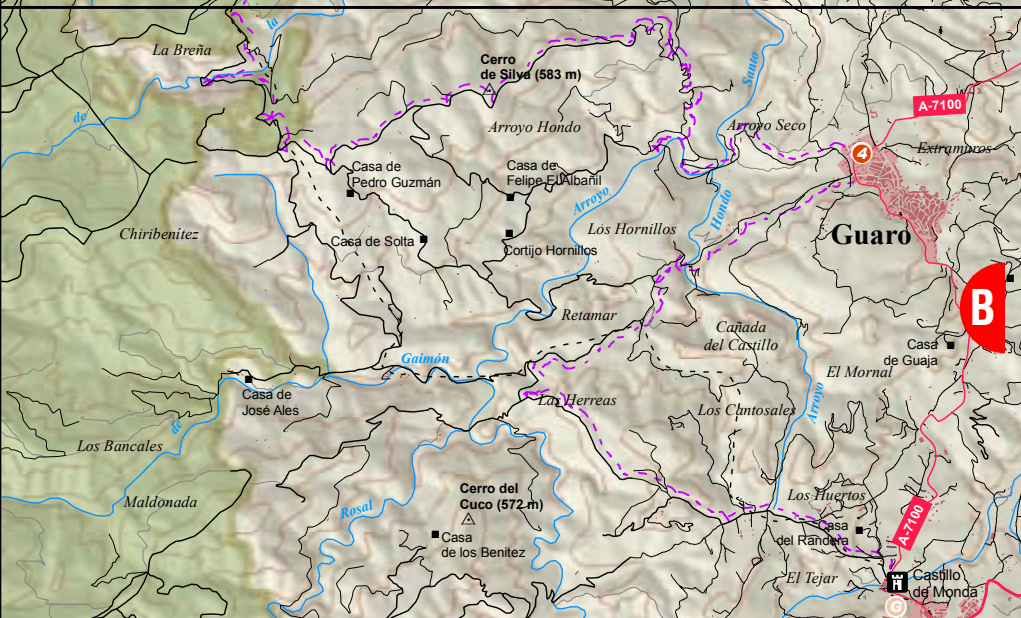 la
La Breña
Cerro
de Silva (583 m)
Santo
A-7100
de
Arroyo Hondo
Arroyo Seco
4
Extramuros
Casa de
Pedro Guzmán
Casa de
Felipe El Albañil
Arroyo
Hondo
Chiribenítez
Casa de Solta
Cortijo Hornillos
Los Hornillos
Guaro
B
Retamar
Cañada
del Castillo
Casa
de Guaja
Gaimón
El Mornal
Casa de
José Ales
Las Herreas
Los Cantosales
Arroyo
de
Los Bancales
Maldonada
Cerro del
Cuco (572 m)
Rosal
Los Huertos
A-7100
Casa
de los Benitez
Casa
del Randera
El Tejar
Castillo
de Monda
G